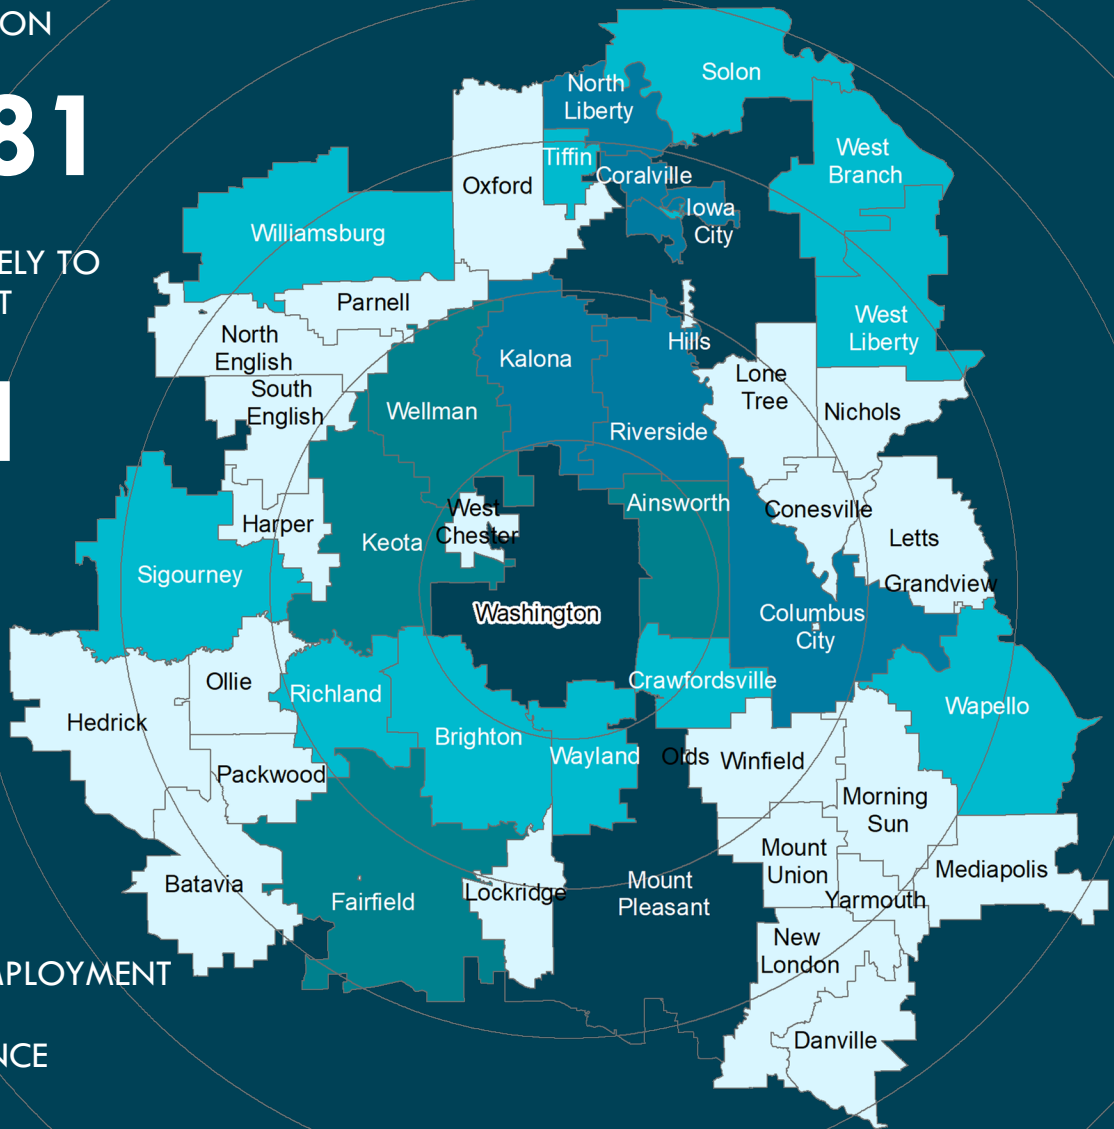 ON
81
ELY TO
T
MPLOYMENT
NCE
Solon
North
Liberty
West
Branch
Tiffin
Coralville
Oxford
Iowa
City
Williamsburg
Parnell
West
Liberty
North
English
Hills
Kalona
Lone
Tree
South
English
Wellman
Nichols
Riverside
Ainsworth
West
Chester
Conesville
Harper
Keota
Letts
Sigourney
Grandview
Washington
Columbus
City
Ollie
Richland
Crawfordsville
Wapello
Hedrick
Brighton
Wayland
Olds
Winfield
Packwood
Morning
Sun
Mount
Union
Mediapolis
Batavia
Fairfield
Lockridge
Mount
Pleasant
Yarmouth
New
London
Danville